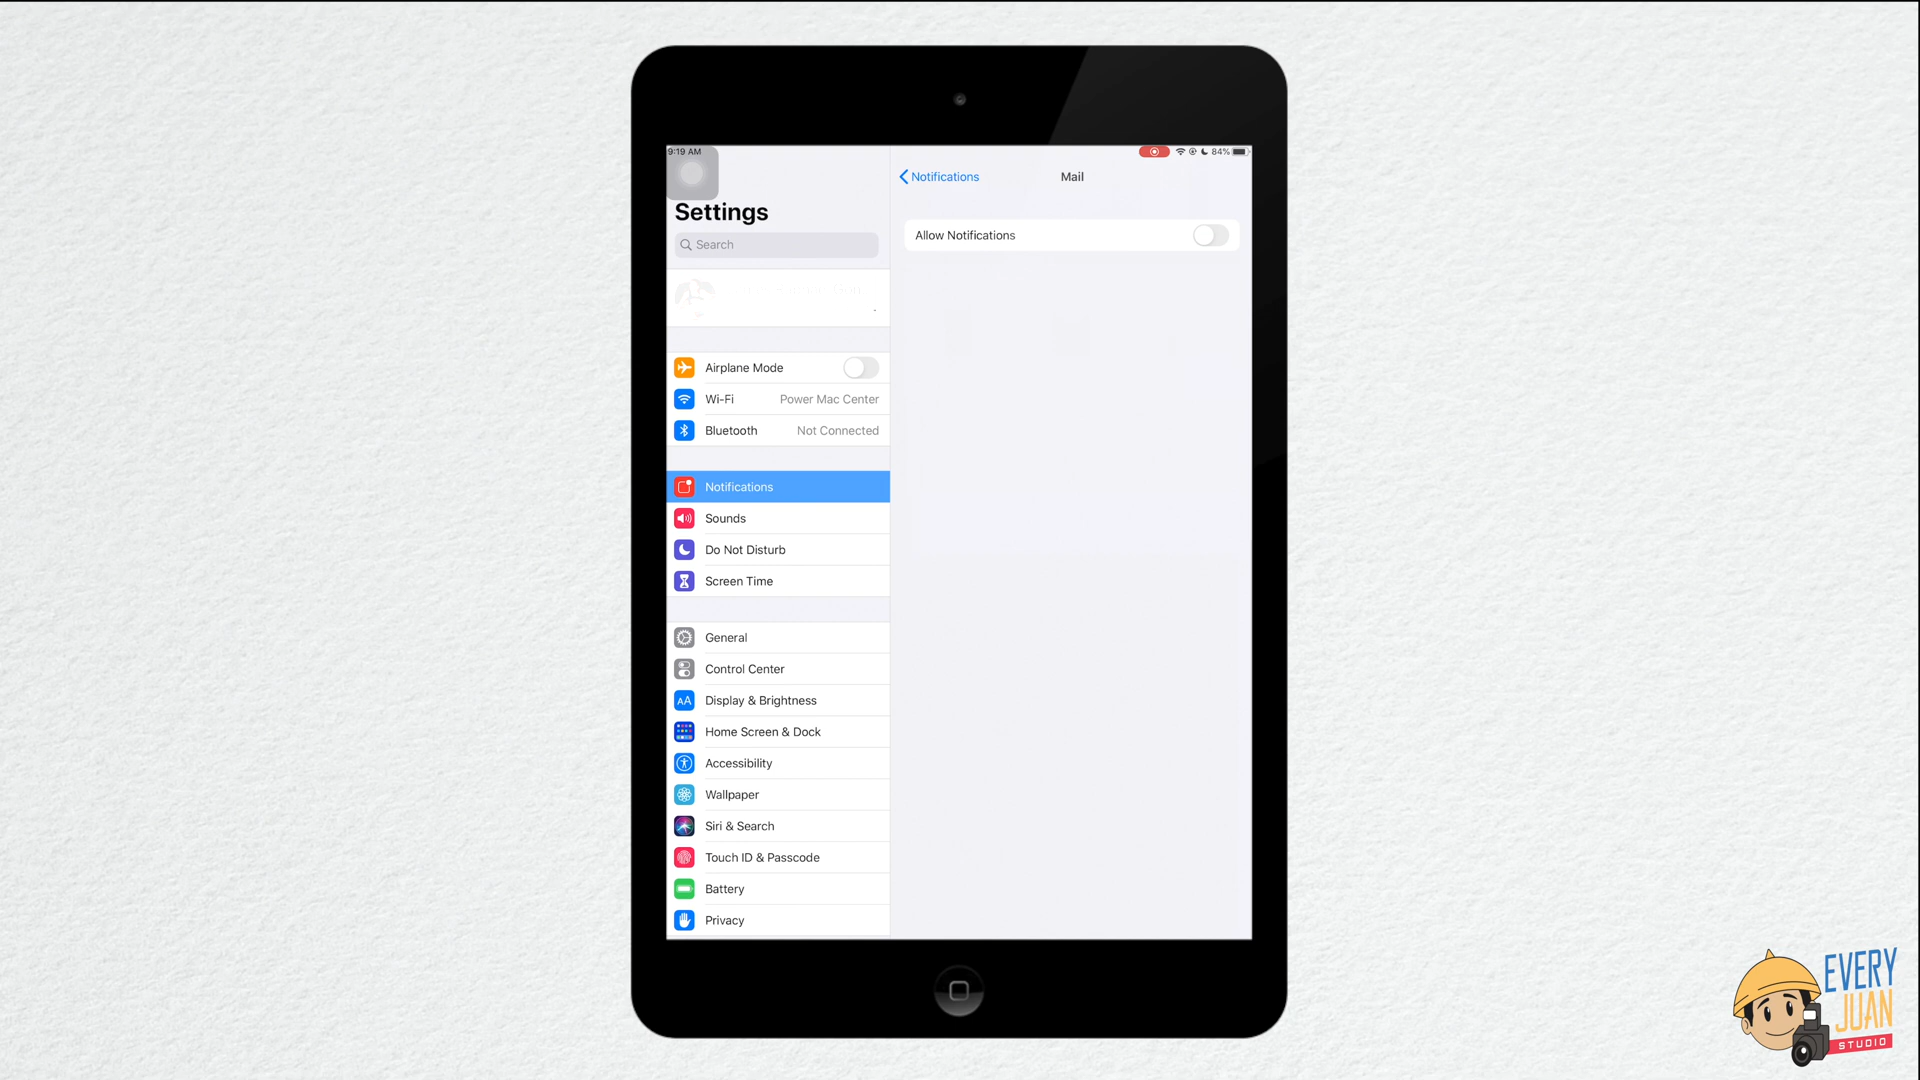 9:19 AM
84%
Settings
Search
Airplane Mode
Wi-Fi Power Mac Center
Bluetooth Not Connected
Notifications
Sounds
Do Not Disturb
Screen Time
General
Control Center
AA Display & Brightness
Home Screen & Dock
Accessibility
Wallpaper
Siri & Search
Touch ID & Passcode
Battery
Privacy
Notifications Mail
Allow Notifications
EVERY
JUAN
STUDIO